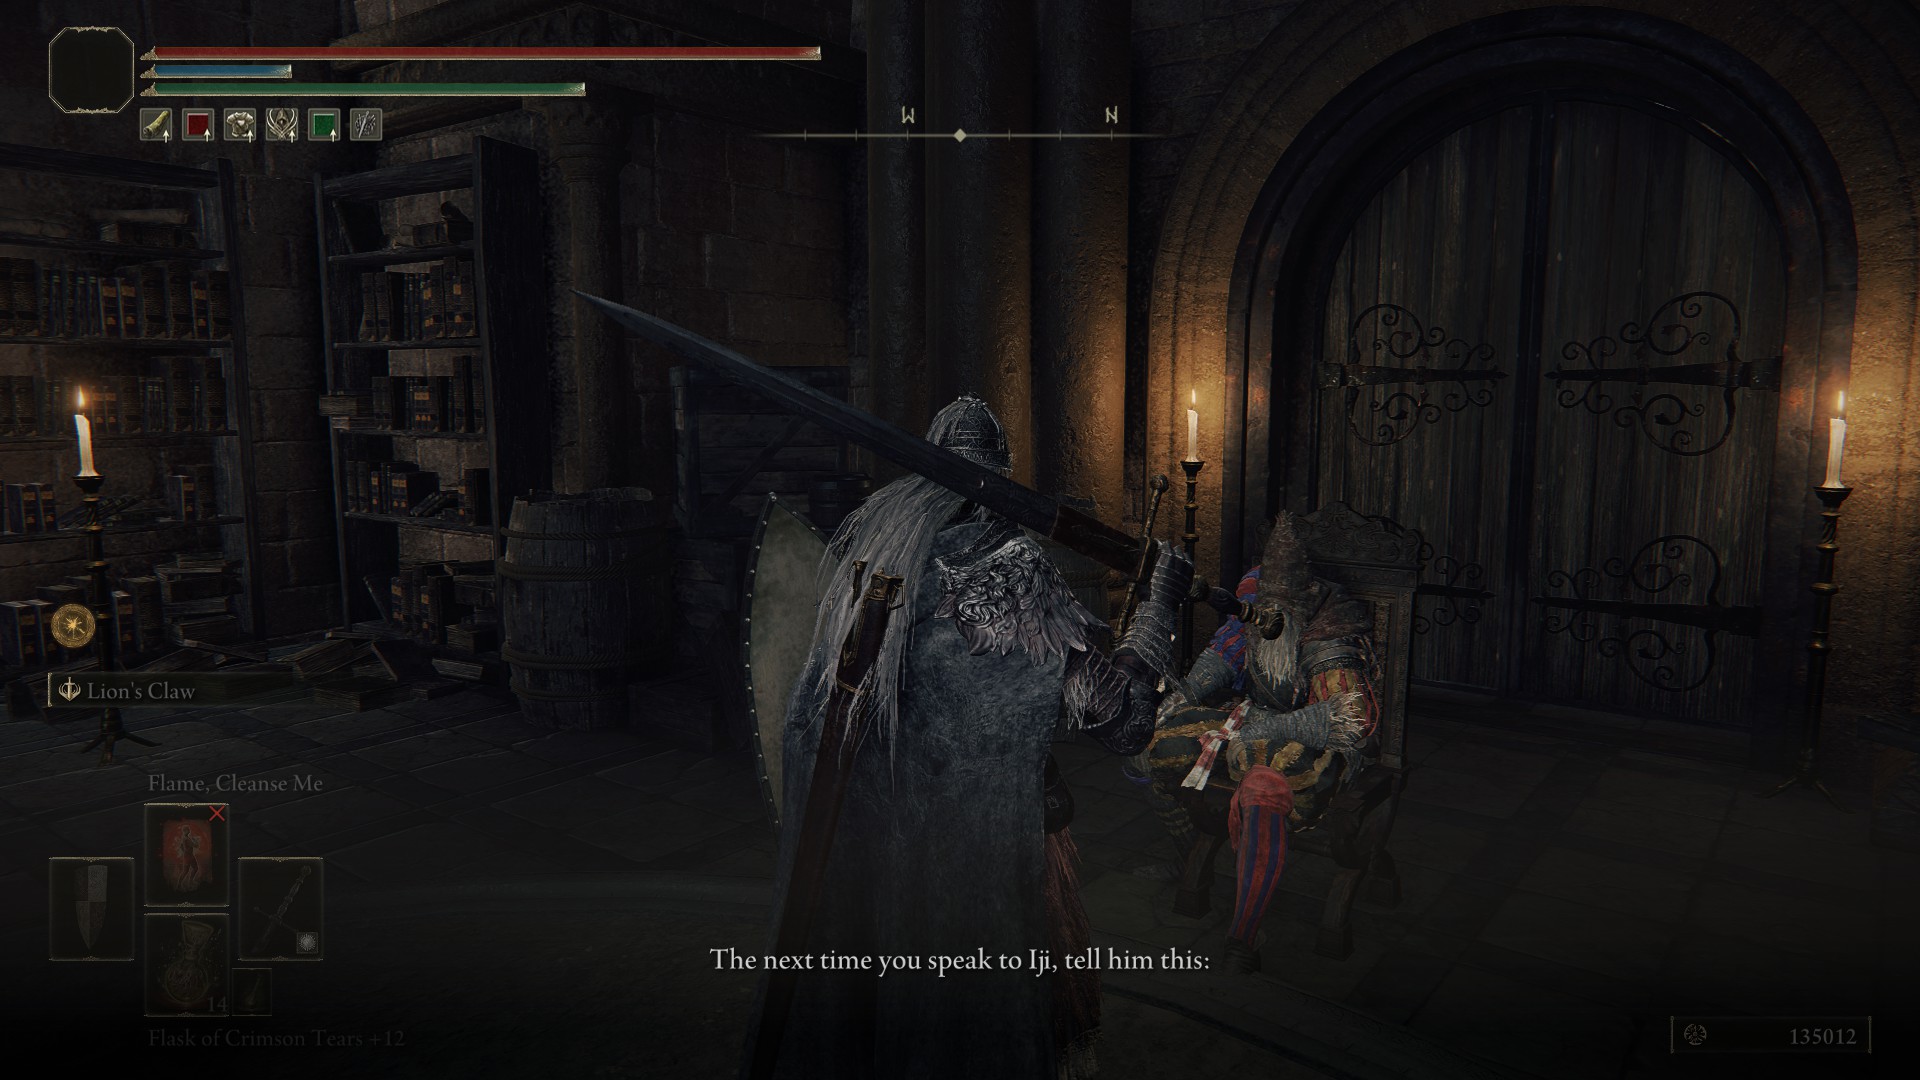 W N
Lion's Claw
Flame, Cleanse Me
14
Flask of Crimson Tears +12
The next time you speak to Iji, tell him this:
135012